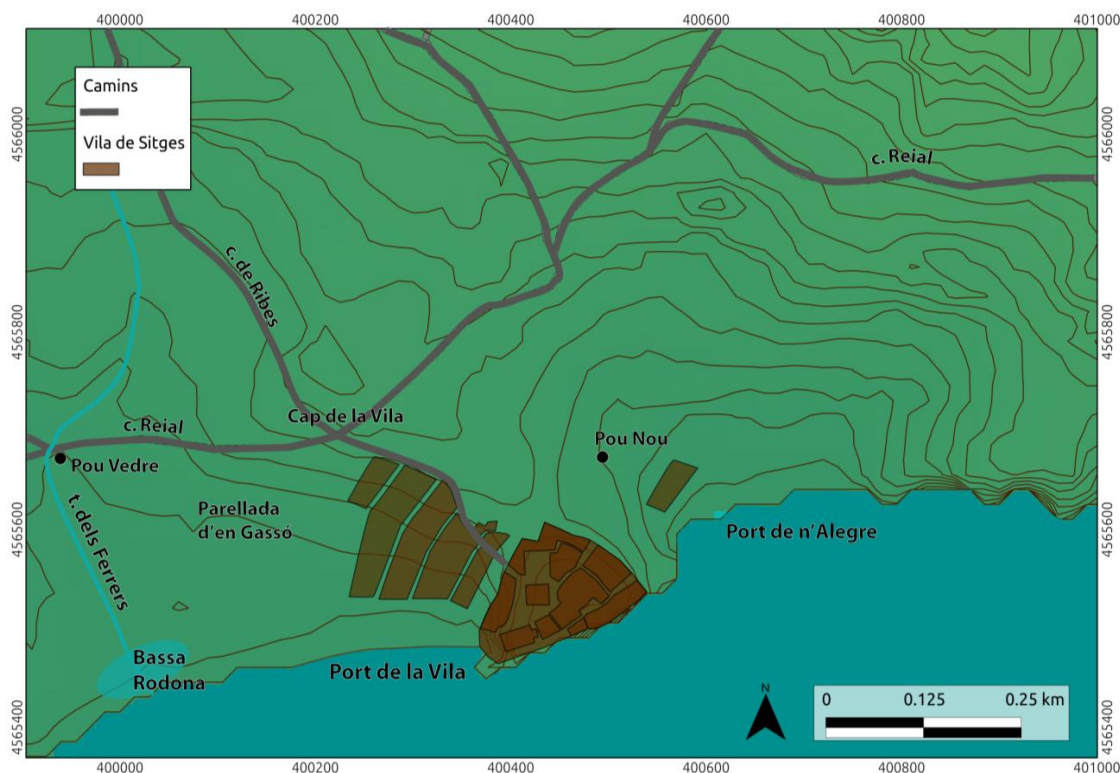 400000 400200 400400 400600 400800 401000
Camins
Vila de Sitges
4566000
4566000
c. Reial
c. de Ribes
4565800
4565800
Cap de la Vila
c. Reial
Pou Nou
Pou Vedre
Parellada
d'en Gassó
4565600
4565600
t. dels Ferrers
Port de n'Alegre
Bassa
Rodona
Port de la Vila
N
0 0.125 0.25 km
4565400
4565400
400000 400200 400400 400600 400800 401000